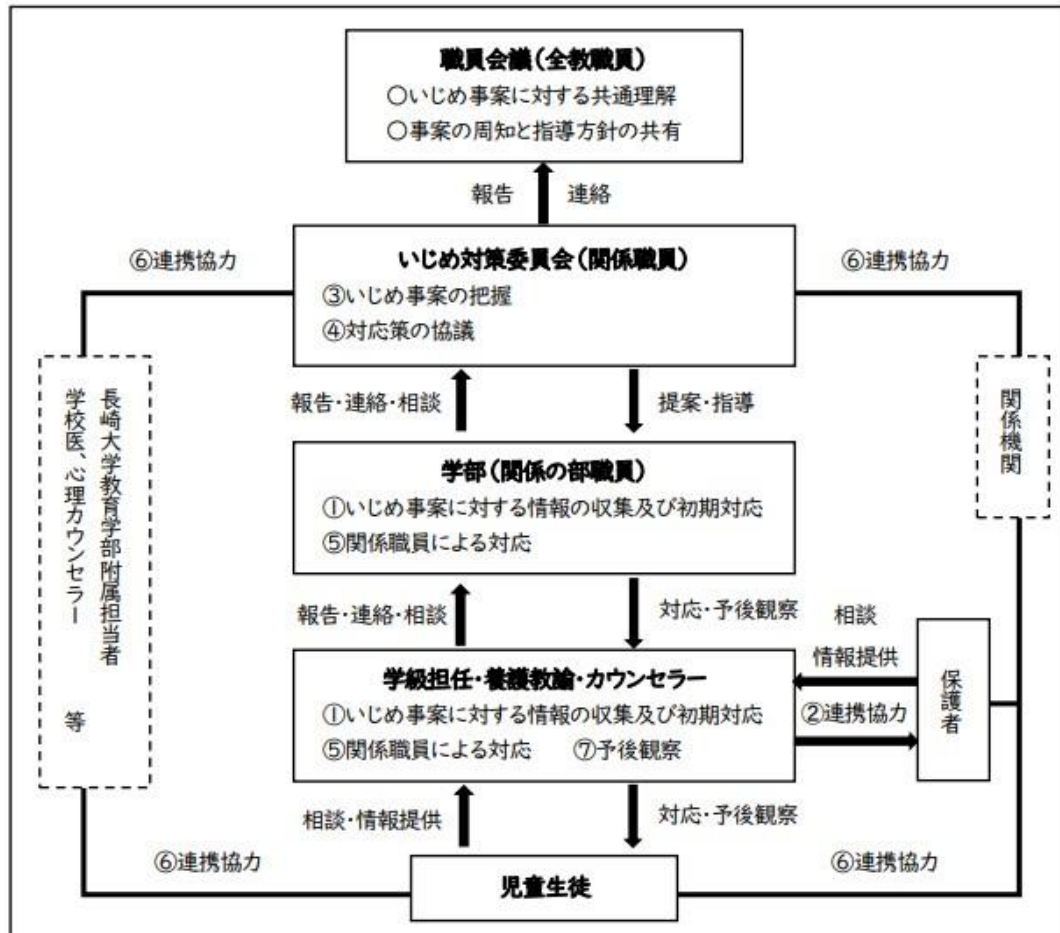 職員会議(全教職員)
○いじめ事案に対する共通理解
○事案の周知と指導方針の共有
報告 連絡
⑥連携協力
いじめ対策委員会(関係職員)
③いじめ事案の把握
④対応策の協議
⑥連携協力
長崎大学教育学部附属担当者
学校医、心理カウンセラー 等
関係機関
報告・連絡・相談
提案・指導
学部(関係の部職員)
①いじめ事案に対する情報の収集及び初期対応
⑤関係職員による対応
報告・連絡・相談
対応・予後観察
学級担任・養護教諭・カウンセラー
①いじめ事案に対する情報の収集及び初期対応
⑤関係職員による対応 ⑦予後観察
相談
情報提供
②連携協力
保護者
相談・情報提供
対応・予後観察
⑥連携協力
児童生徒
⑥連携協力